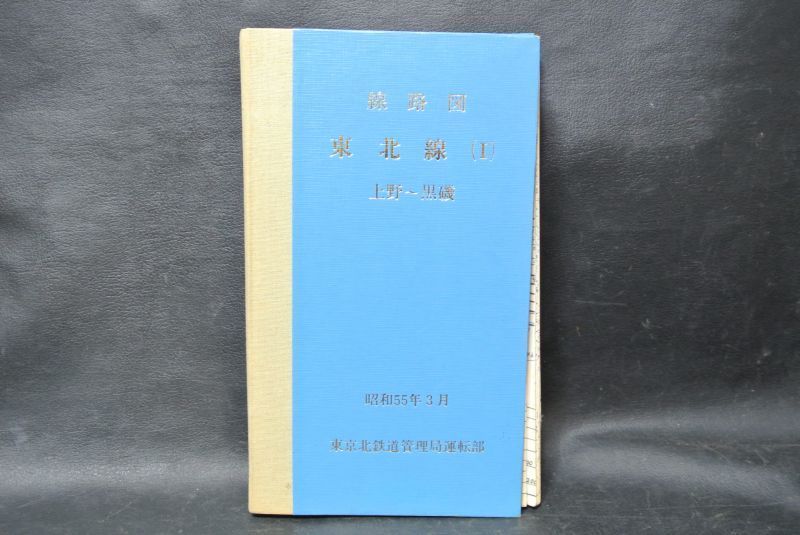 線路図
東北線(I)
上野〜黒磯
昭和55年3月
東京北鉄道管理局運転部